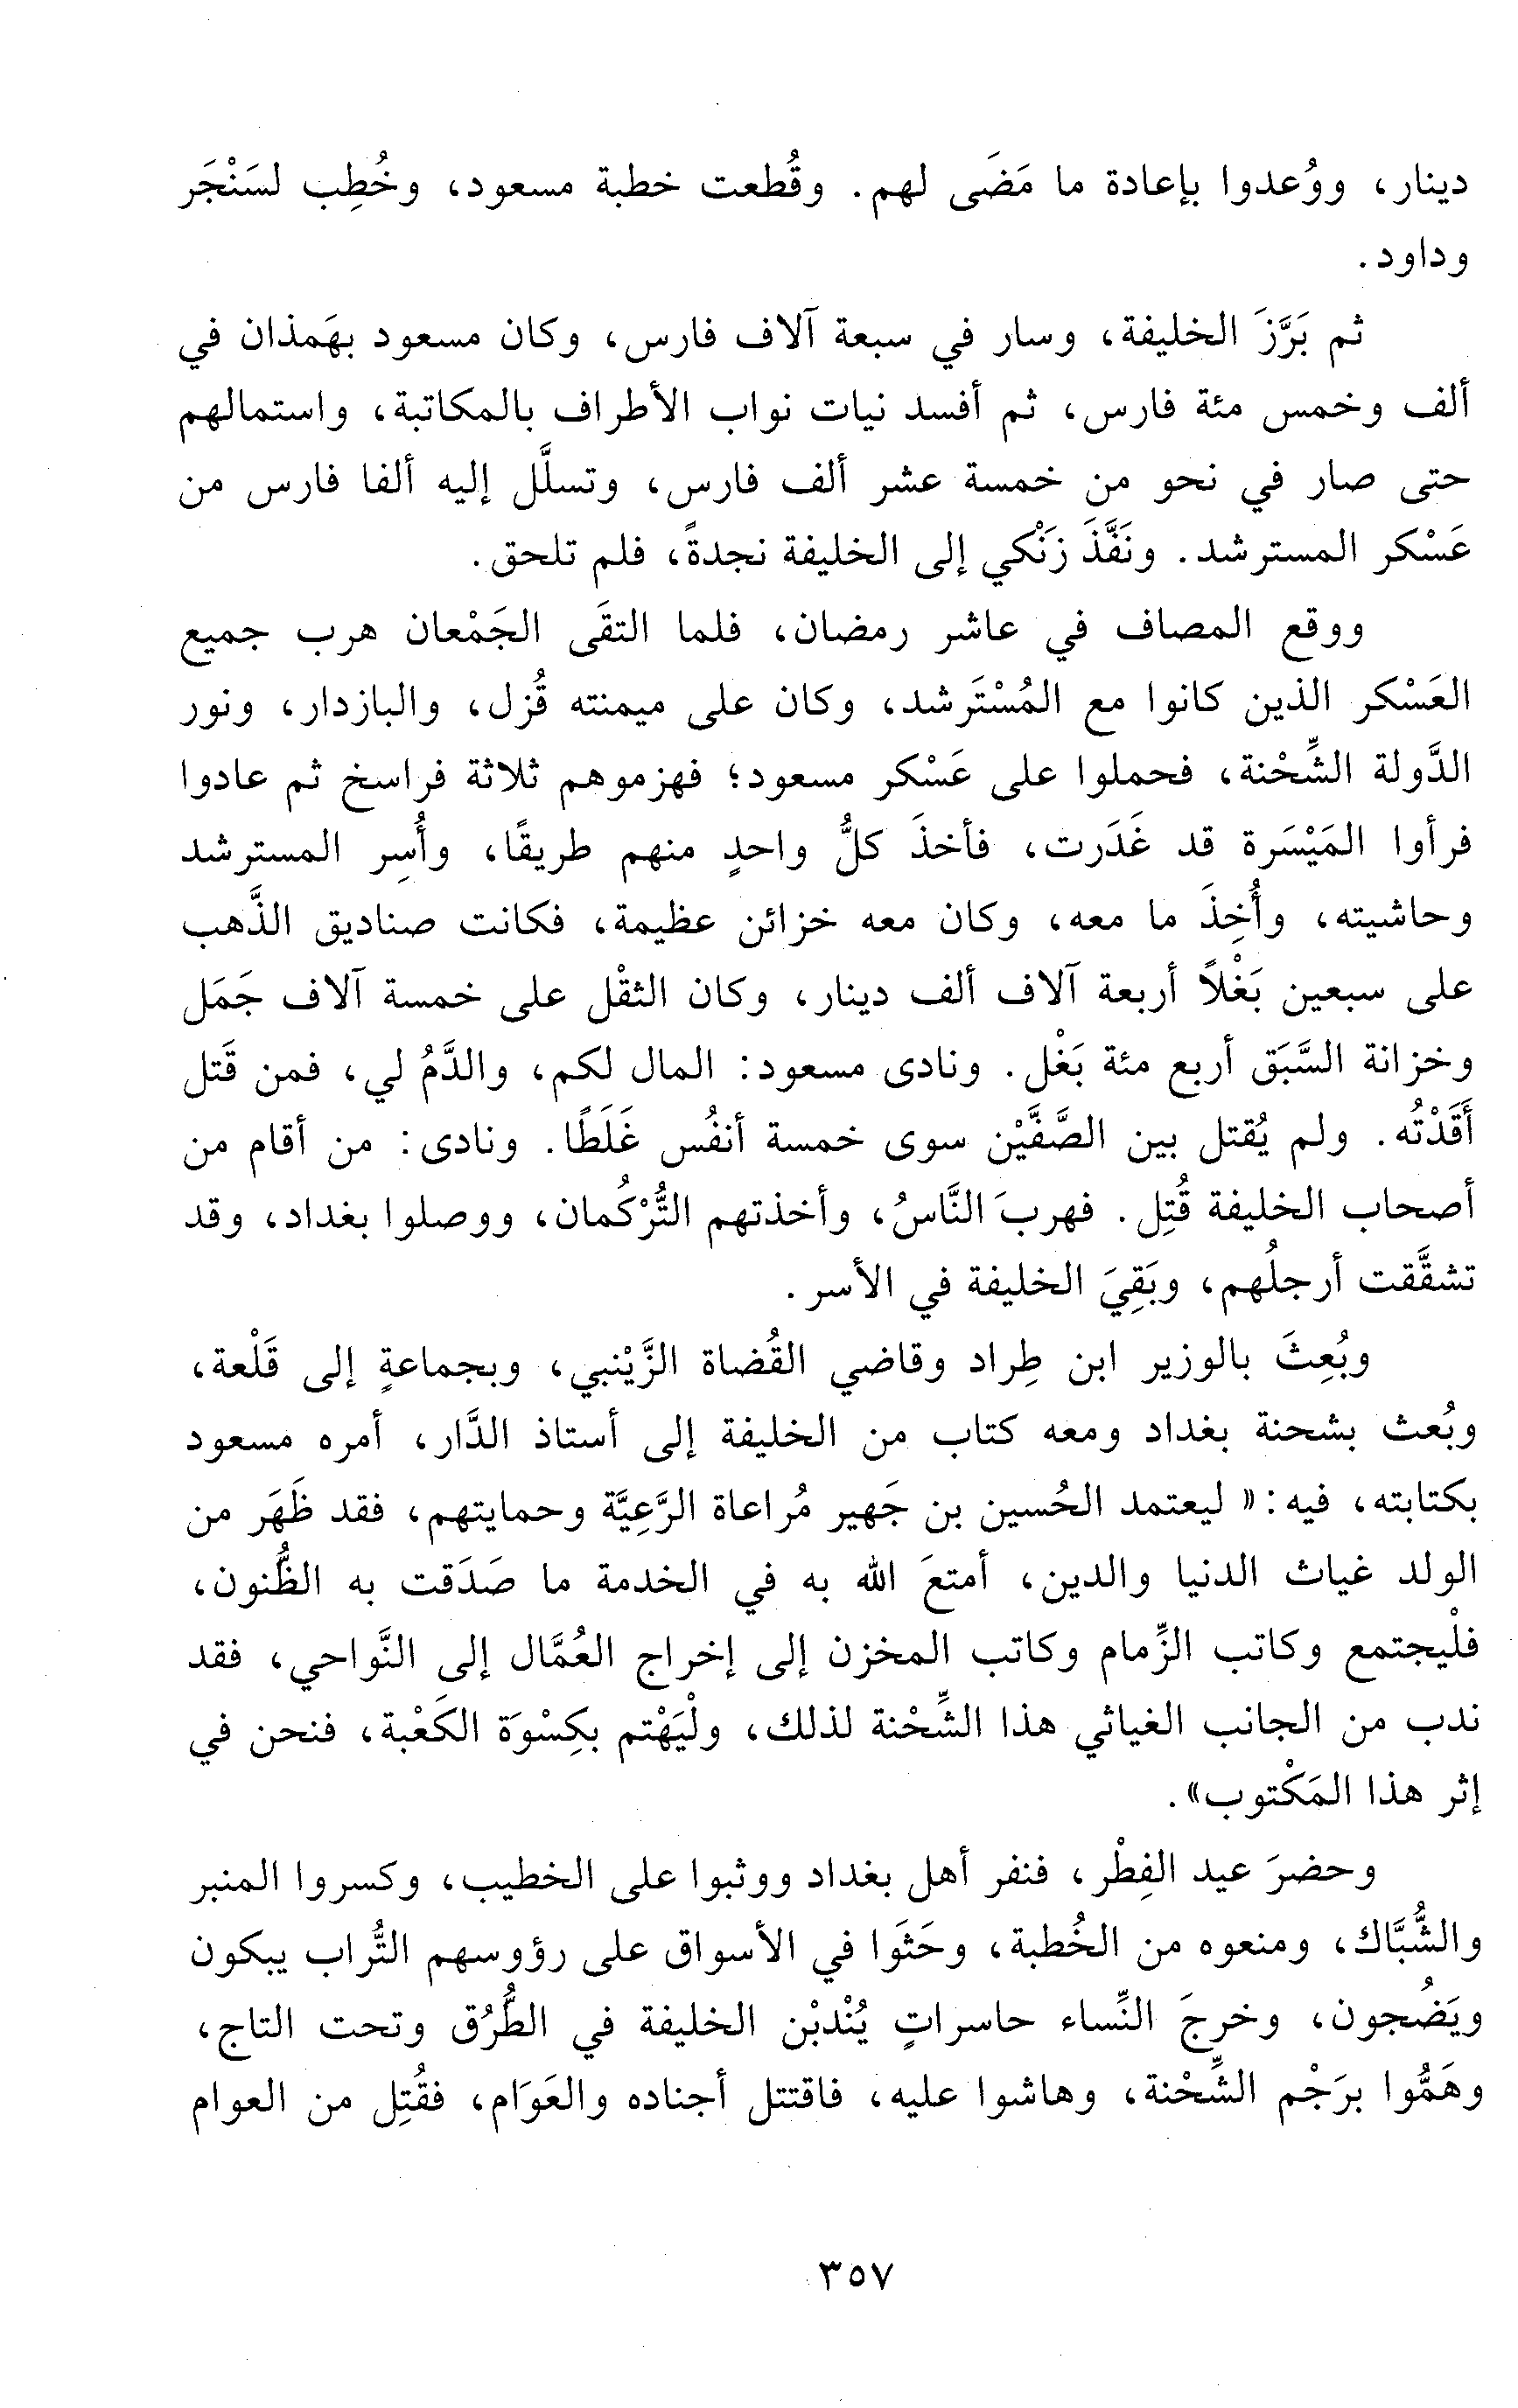 دينار، ووُعدوا بإعادة ما مَضَى لهم. وقُطعت خطبة مسعود، وخُطِب لسَنْجَر
وداود.
ثم بَرَّزَ الخليفة، وسار في سبعة آلاف فارس، وكان مسعود بهَمذان في
ألف وخمس مئة فارس، ثم أفسد نيات نواب الأطراف بالمكاتبة، واستمالهم
حتى صار في نحو من خمسة عشر ألف فارس، وتسلَّل إليه ألفا فارس من
عَسْكر المسترشد. ونَفَّذَ زَنْكي إلى الخليفة نجدةً، فلم تلحق.
ووقع المصاف في عاشر رمضان، فلما التقَى الجَمْعان هرب جميع
العَسْكر الذين كانوا مع المُسْتَرشد، وكان على ميمنته قُزل، والبازدار، ونور
الدَّولة الشِّحْنة، فحملوا على عَسْكر مسعود؛ فهزموهم ثلاثة فراسخ ثم عادوا
فرأوا المَيْسَرة قد غَدَرت، فأخذَ كلُّ واحدٍ منهم طريقًا، وأُسِر المسترشد
وحاشيته، وأُخِذَ ما معه، وكان معه خزائن عظيمة، فكانت صناديق الذَّهب
على سبعين بَغْلاً أربعة آلاف ألف دينار، وكان الثقْل على خمسة آلاف جَمَل
وخزانة السَّبَق أربع مئة بَغْل. ونادى مسعود: المال لكم، والدَّمُ لي، فمن قَتل
أَقَدْتُه. ولم يُقتل بين الصَّفَّيْن سوى خمسة أنفُس غَلَطًا. ونادى: من أقام من
أصحاب الخليفة قُتِل. فهربَ النَّاسُ، وأخذتهم التُّرْكُمان، ووصلوا بغداد، وقد
تشقَّقت أرجلُهم، وبَقِيَ الخليفة في الأسر.
وبُعِثَ بالوزير ابن طِراد وقاضي القُضاة الزَّيْنبي، وبجماعةٍ إلى قَلْعة،
وبُعث بشحنة بغداد ومعه كتاب من الخليفة إلى أستاذ الدَّار، أمره مسعود
بكتابته، فيه: «ليعتمد الحُسين بن جَهير مُراعاة الرَّعِيَّة وحمايتهم، فقد ظَهَر من
الولد غياث الدنيا والدين، أمتعَ الله به في الخدمة ما صَدَقت به الظُّنون،
فلْيجتمع وكاتب الزِّمام وكاتب المخزن إلى إخراج العُمَّال إلى النَّواحي، فقد
ندب من الجانب الغياثي هذا الشِّحْنة لذلك، ولْيَهْتم بكِسْوَة الكَعْبة، فنحن في
إثر هذا المَكْتوب».
وحضرَ عيد الفِطْر، فنفر أهل بغداد ووثبوا على الخطيب، وكسروا المنبر
والشُّبَّاك، ومنعوه من الخُطبة، وحَثَوا في الأسواق على رؤوسهم التُّراب يبكون
ويَضُجون، وخرجَ النِّساء حاسراتٍ يُنْدبْن الخليفة في الطُّرُق وتحت التاج،
وهَمُّوا برَجْم الشِّحْنة، وهاشوا عليه، فاقتتل أجناده والعَوَام، فقُتِل من العوام
٣٥٧